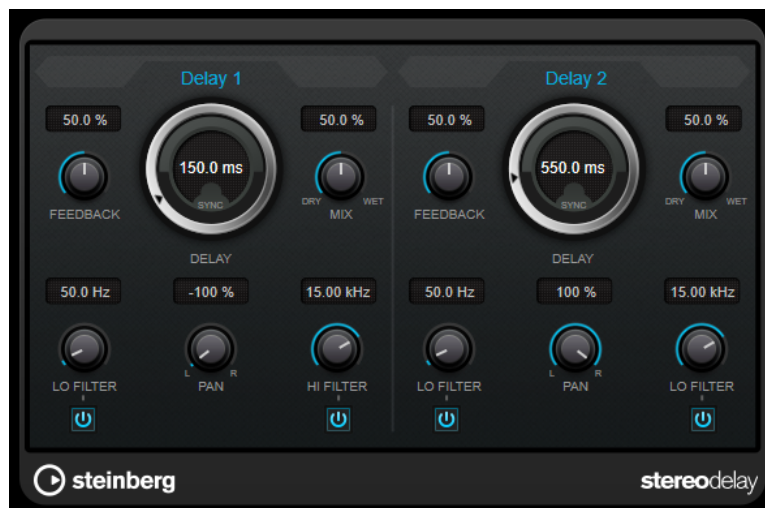 Delay 1
Delay 2
50.0 %
50.0 %
50.0 %
50.0 %
150.0 ms
550.0 ms
SYNC
SYNC
DRY
WET
DRY
WET
FEEDBACK
MIX
FEEDBACK
MIX
DELAY
DELAY
50.0 Hz
-100 %
15.00 kHz
50.0 Hz
100 %
15.00 kHz
L
R
L
R
LO FILTER
PAN
HI FILTER
LO FILTER
PAN
LO FILTER
steinberg
stereodelay